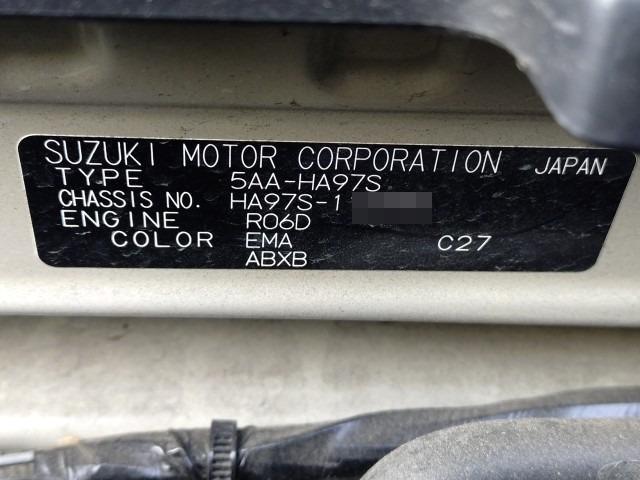 SUZUKI MOTOR CORPORATION JAPAN
TYPE 5AA-HA97S
CHASSIS NO. HA97S-1
ENGINE R06D
COLOR EMA C27
ABXB